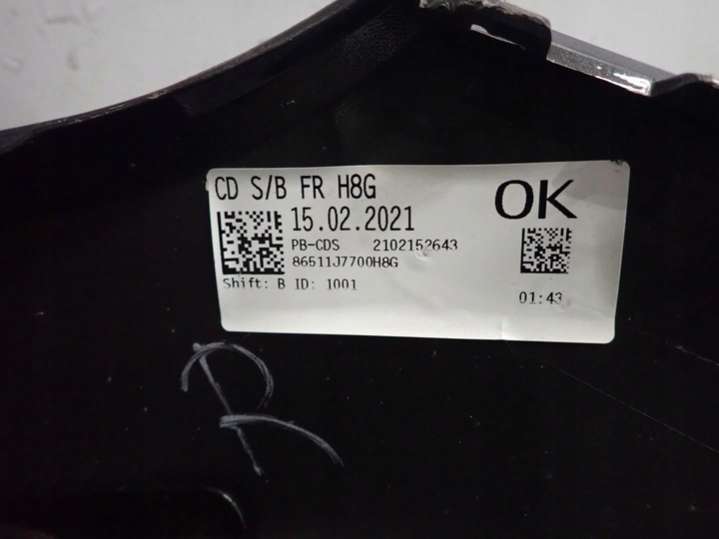 CD S/B FR H8G
OK
15.02.2021
PB-CDS 2102152643
86511J7700H8G
Shift: B ID: 1001
01:43
R